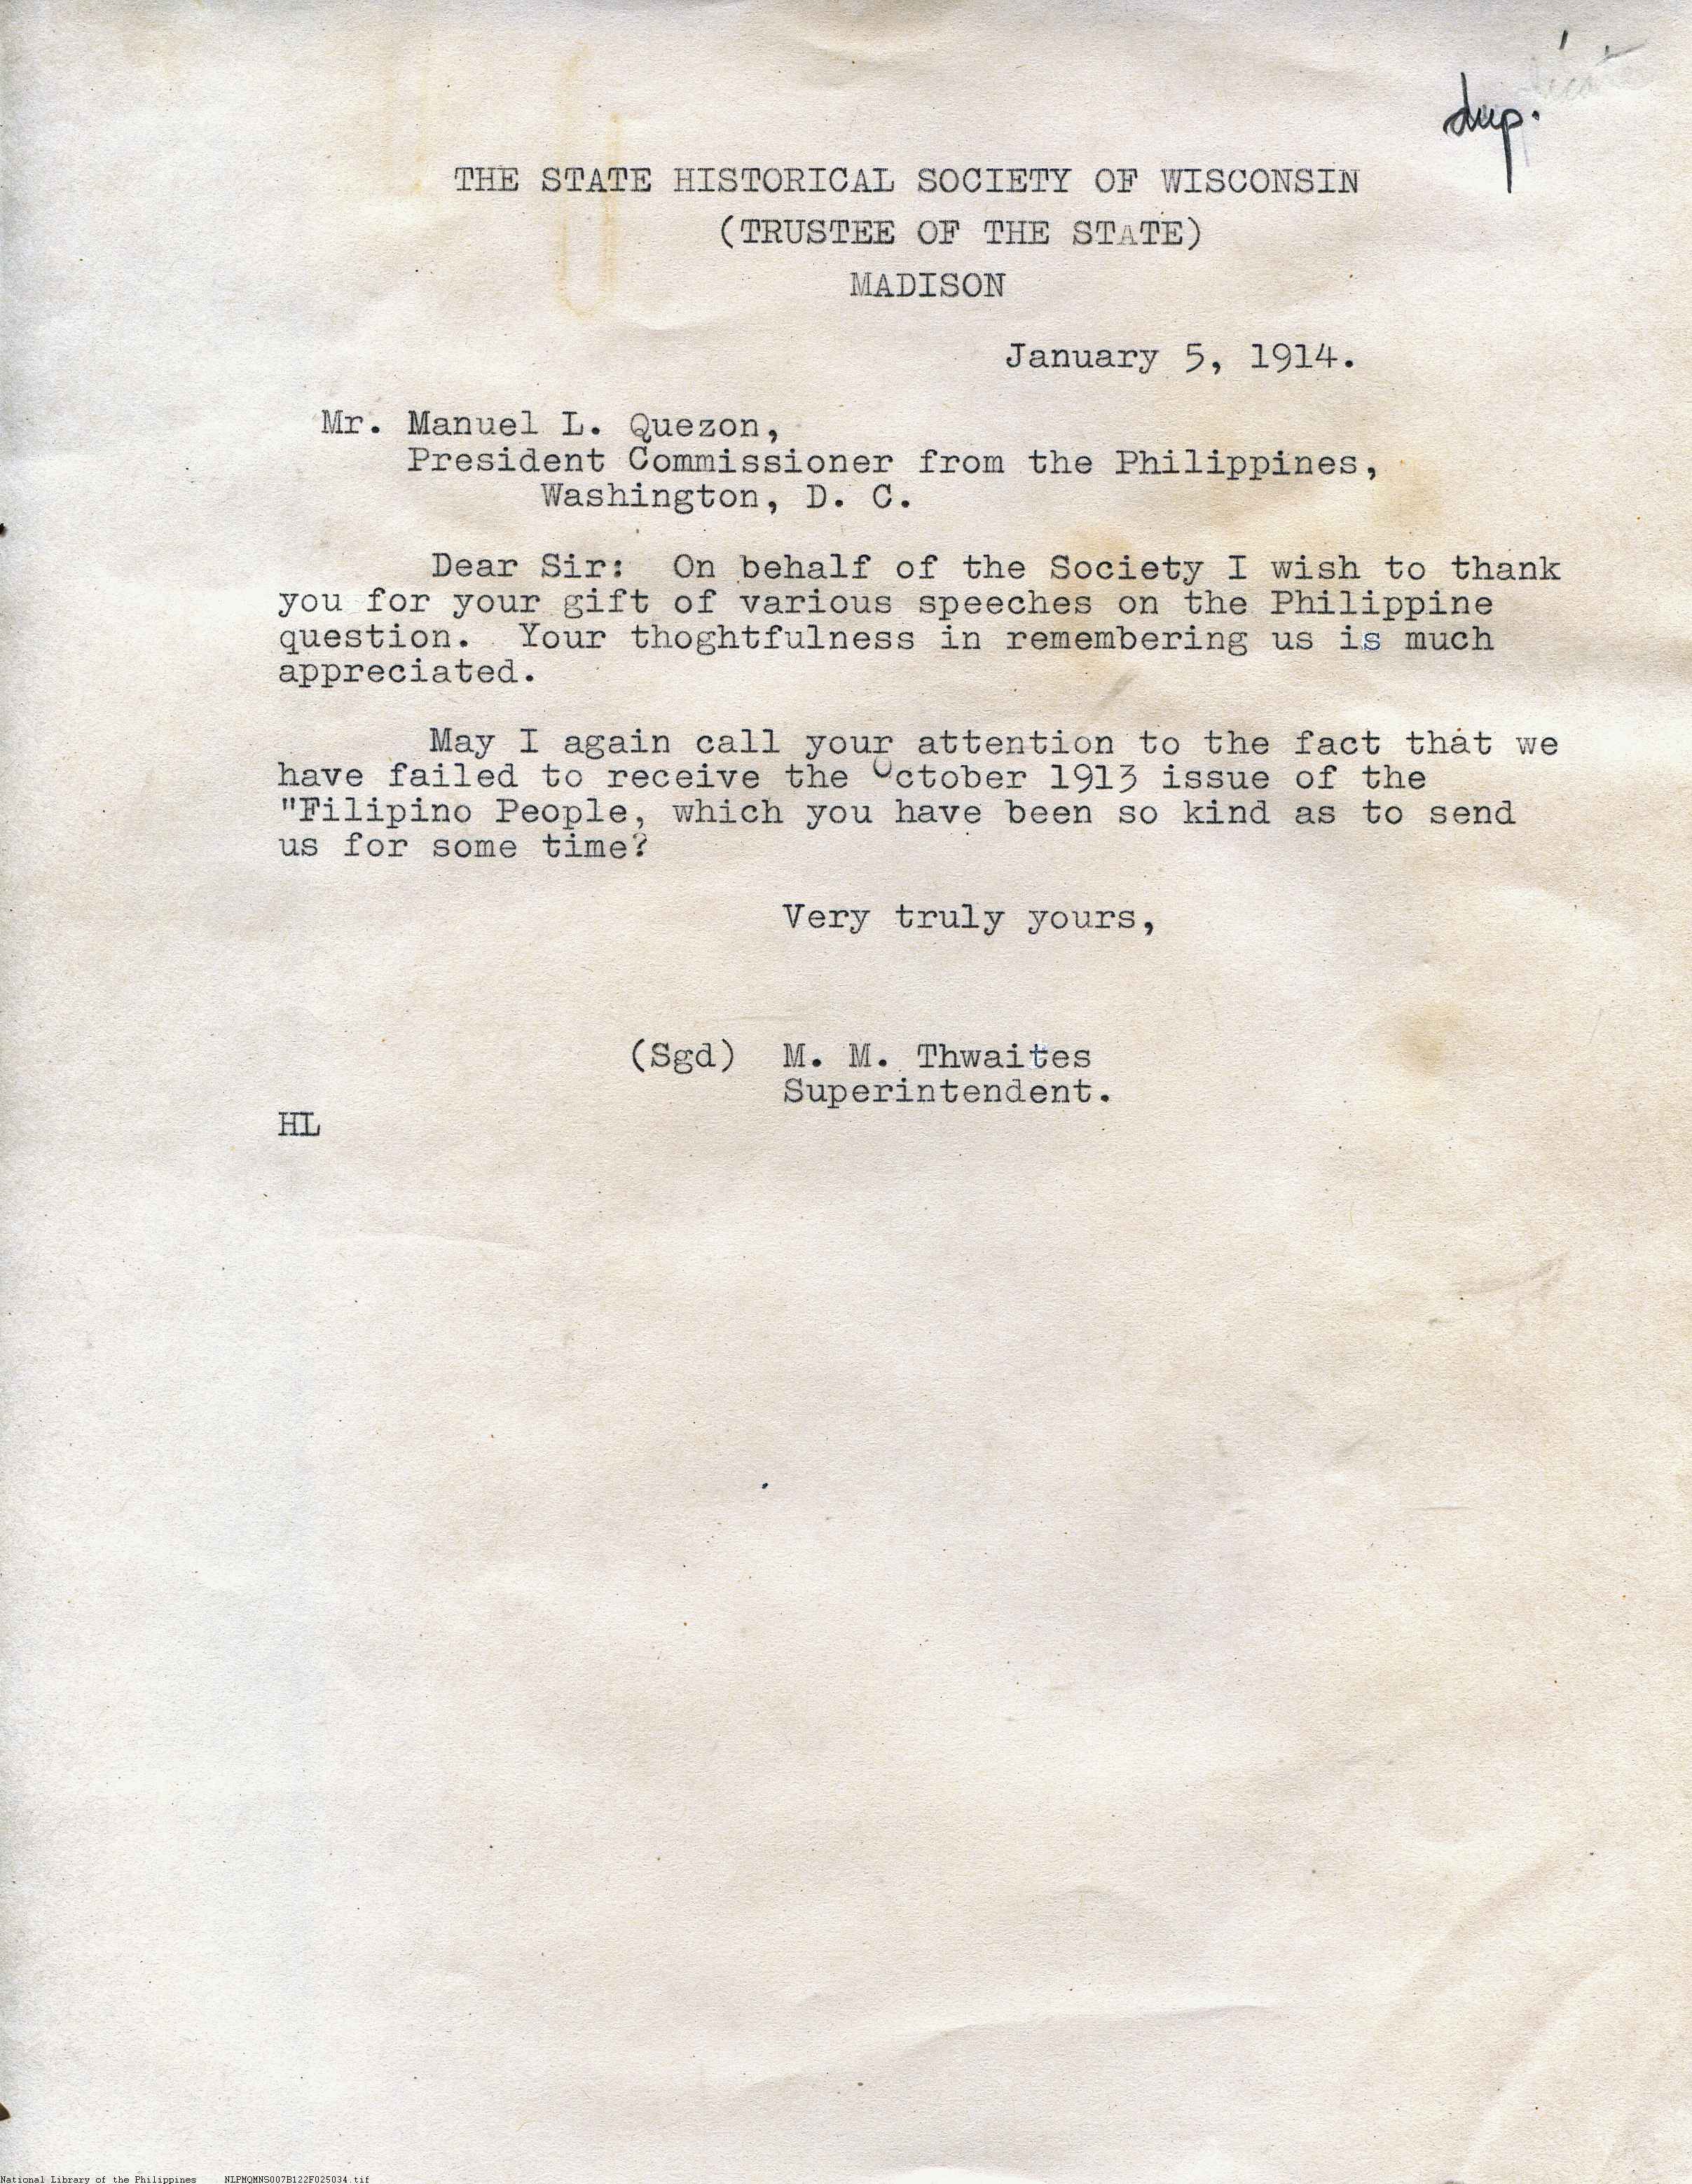 dup.
THE STATE HISTORICAL SOCIETY OF WISCONSIN
(TRUSTEE OF THE STATE)
MADISON
January 5, 1914.
Mr. Manuel L. Quezon,
President Commissioner from the Philippines,
Washington, D. C.
Dear Sir: On behalf of the Society I wish to thank
you for your gift of various speeches on the Philippine
question. Your thoghtfulness in remembering us is much
appreciated.
May I again call your attention to the fact that we
have failed to receive the October 1913 issue of the
"Filipino People, which you have been so kind as to send
us for some time?
Very truly yours,
(Sgd) M. M. Thwaites
Superintendent.
HL
National Library of the Philippines NLPMQMNS007B122F025034.tif